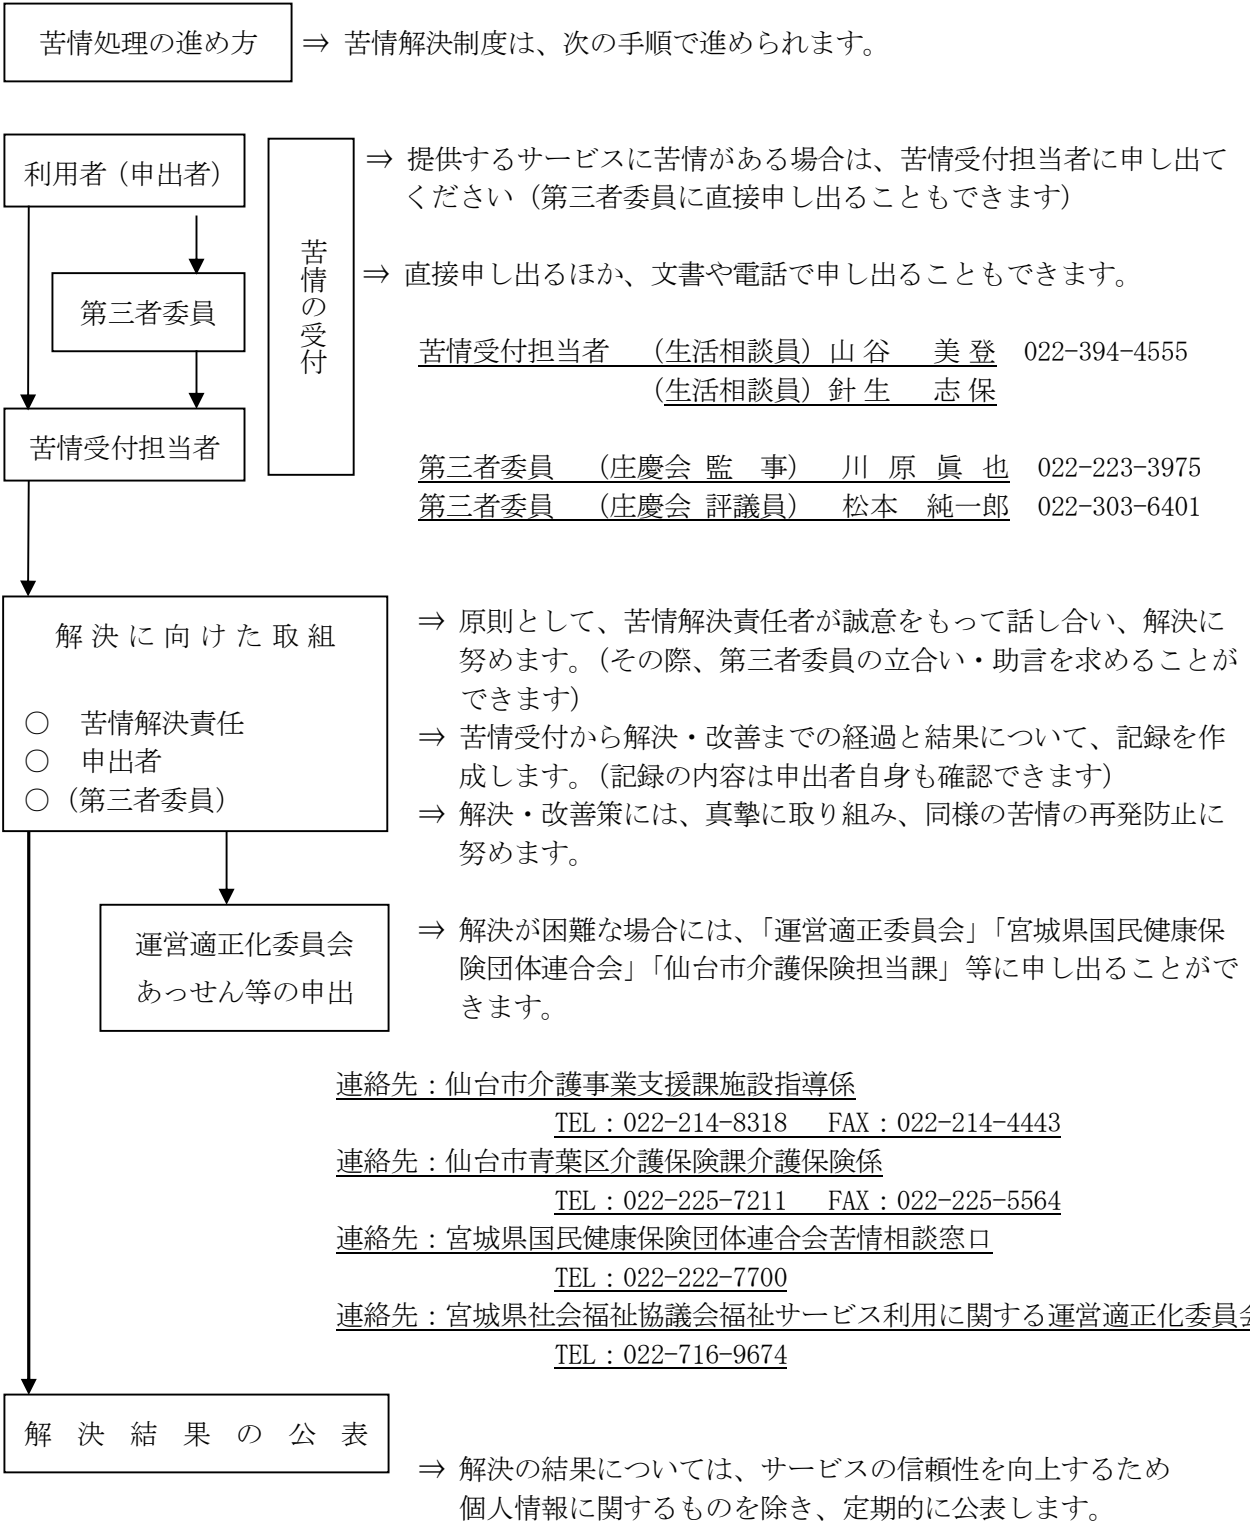 苦情処理の進め方
⇒ 苦情解決制度は、次の手順で進められます。
利用者（申出者）
第三者委員
苦情受付担当者
苦情の受付
⇒ 提供するサービスに苦情がある場合は、苦情受付担当者に申し出て
ください（第三者委員に直接申し出ることもできます）
⇒ 直接申し出るほか、文書や電話で申し出ることもできます。
苦情受付担当者　（生活相談員）山 谷　美 登　022-394-4555
（生活相談員）針 生　志 保
第三者委員　（庄慶会 監　事）　川 原 眞 也　022-223-3975
第三者委員　（庄慶会 評議員）　松本　純一郎　022-303-6401
解 決 に 向 け た 取 組
○　苦情解決責任
○　申出者
○（第三者委員）
⇒ 原則として、苦情解決責任者が誠意をもって話し合い、解決に
努めます。（その際、第三者委員の立合い・助言を求めることが
できます）
⇒ 苦情受付から解決・改善までの経過と結果について、記録を作
成します。（記録の内容は申出者自身も確認できます）
⇒ 解決・改善策には、真摯に取り組み、同様の苦情の再発防止に
努めます。
運営適正化委員会
あっせん等の申出
⇒ 解決が困難な場合には、「運営適正委員会」「宮城県国民健康保
険団体連合会」「仙台市介護保険担当課」等に申し出ることがで
きます。
連絡先：仙台市介護事業支援課施設指導係
TEL：022-214-8318　FAX：022-214-4443
連絡先：仙台市青葉区介護保険課介護保険係
TEL：022-225-7211　FAX：022-225-5564
連絡先：宮城県国民健康保険団体連合会苦情相談窓口
TEL：022-222-7700
連絡先：宮城県社会福祉協議会福祉サービス利用に関する運営適正化委員会
TEL：022-716-9674
解 決 結 果 の 公 表
⇒ 解決の結果については、サービスの信頼性を向上するため
個人情報に関するものを除き、定期的に公表します。